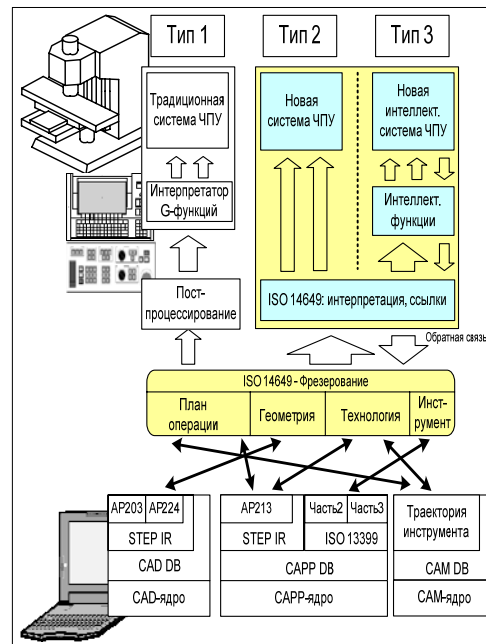 Тип 1
Тип 2
Тип 3
Традиционная
система ЧПУ
Интерпретатор
G-функций
Новая
система ЧПУ
Новая
интеллект.
система ЧПУ
Интеллект.
функции
Пост-
процессирование
ISO 14649: интерпретация, ссылки
Обратная связь
ISO 14649 - Фрезерование
План
операции
Геометрия
Технология
Инст-
румент
AP203
AP224
STEP IR
CAD DB
CAD-ядро
AP213
STEP IR
Часть2
Часть3
ISO 13399
CAPP DB
CAPP-ядро
Траектория
инструмента
CAM DB
CAM-ядро